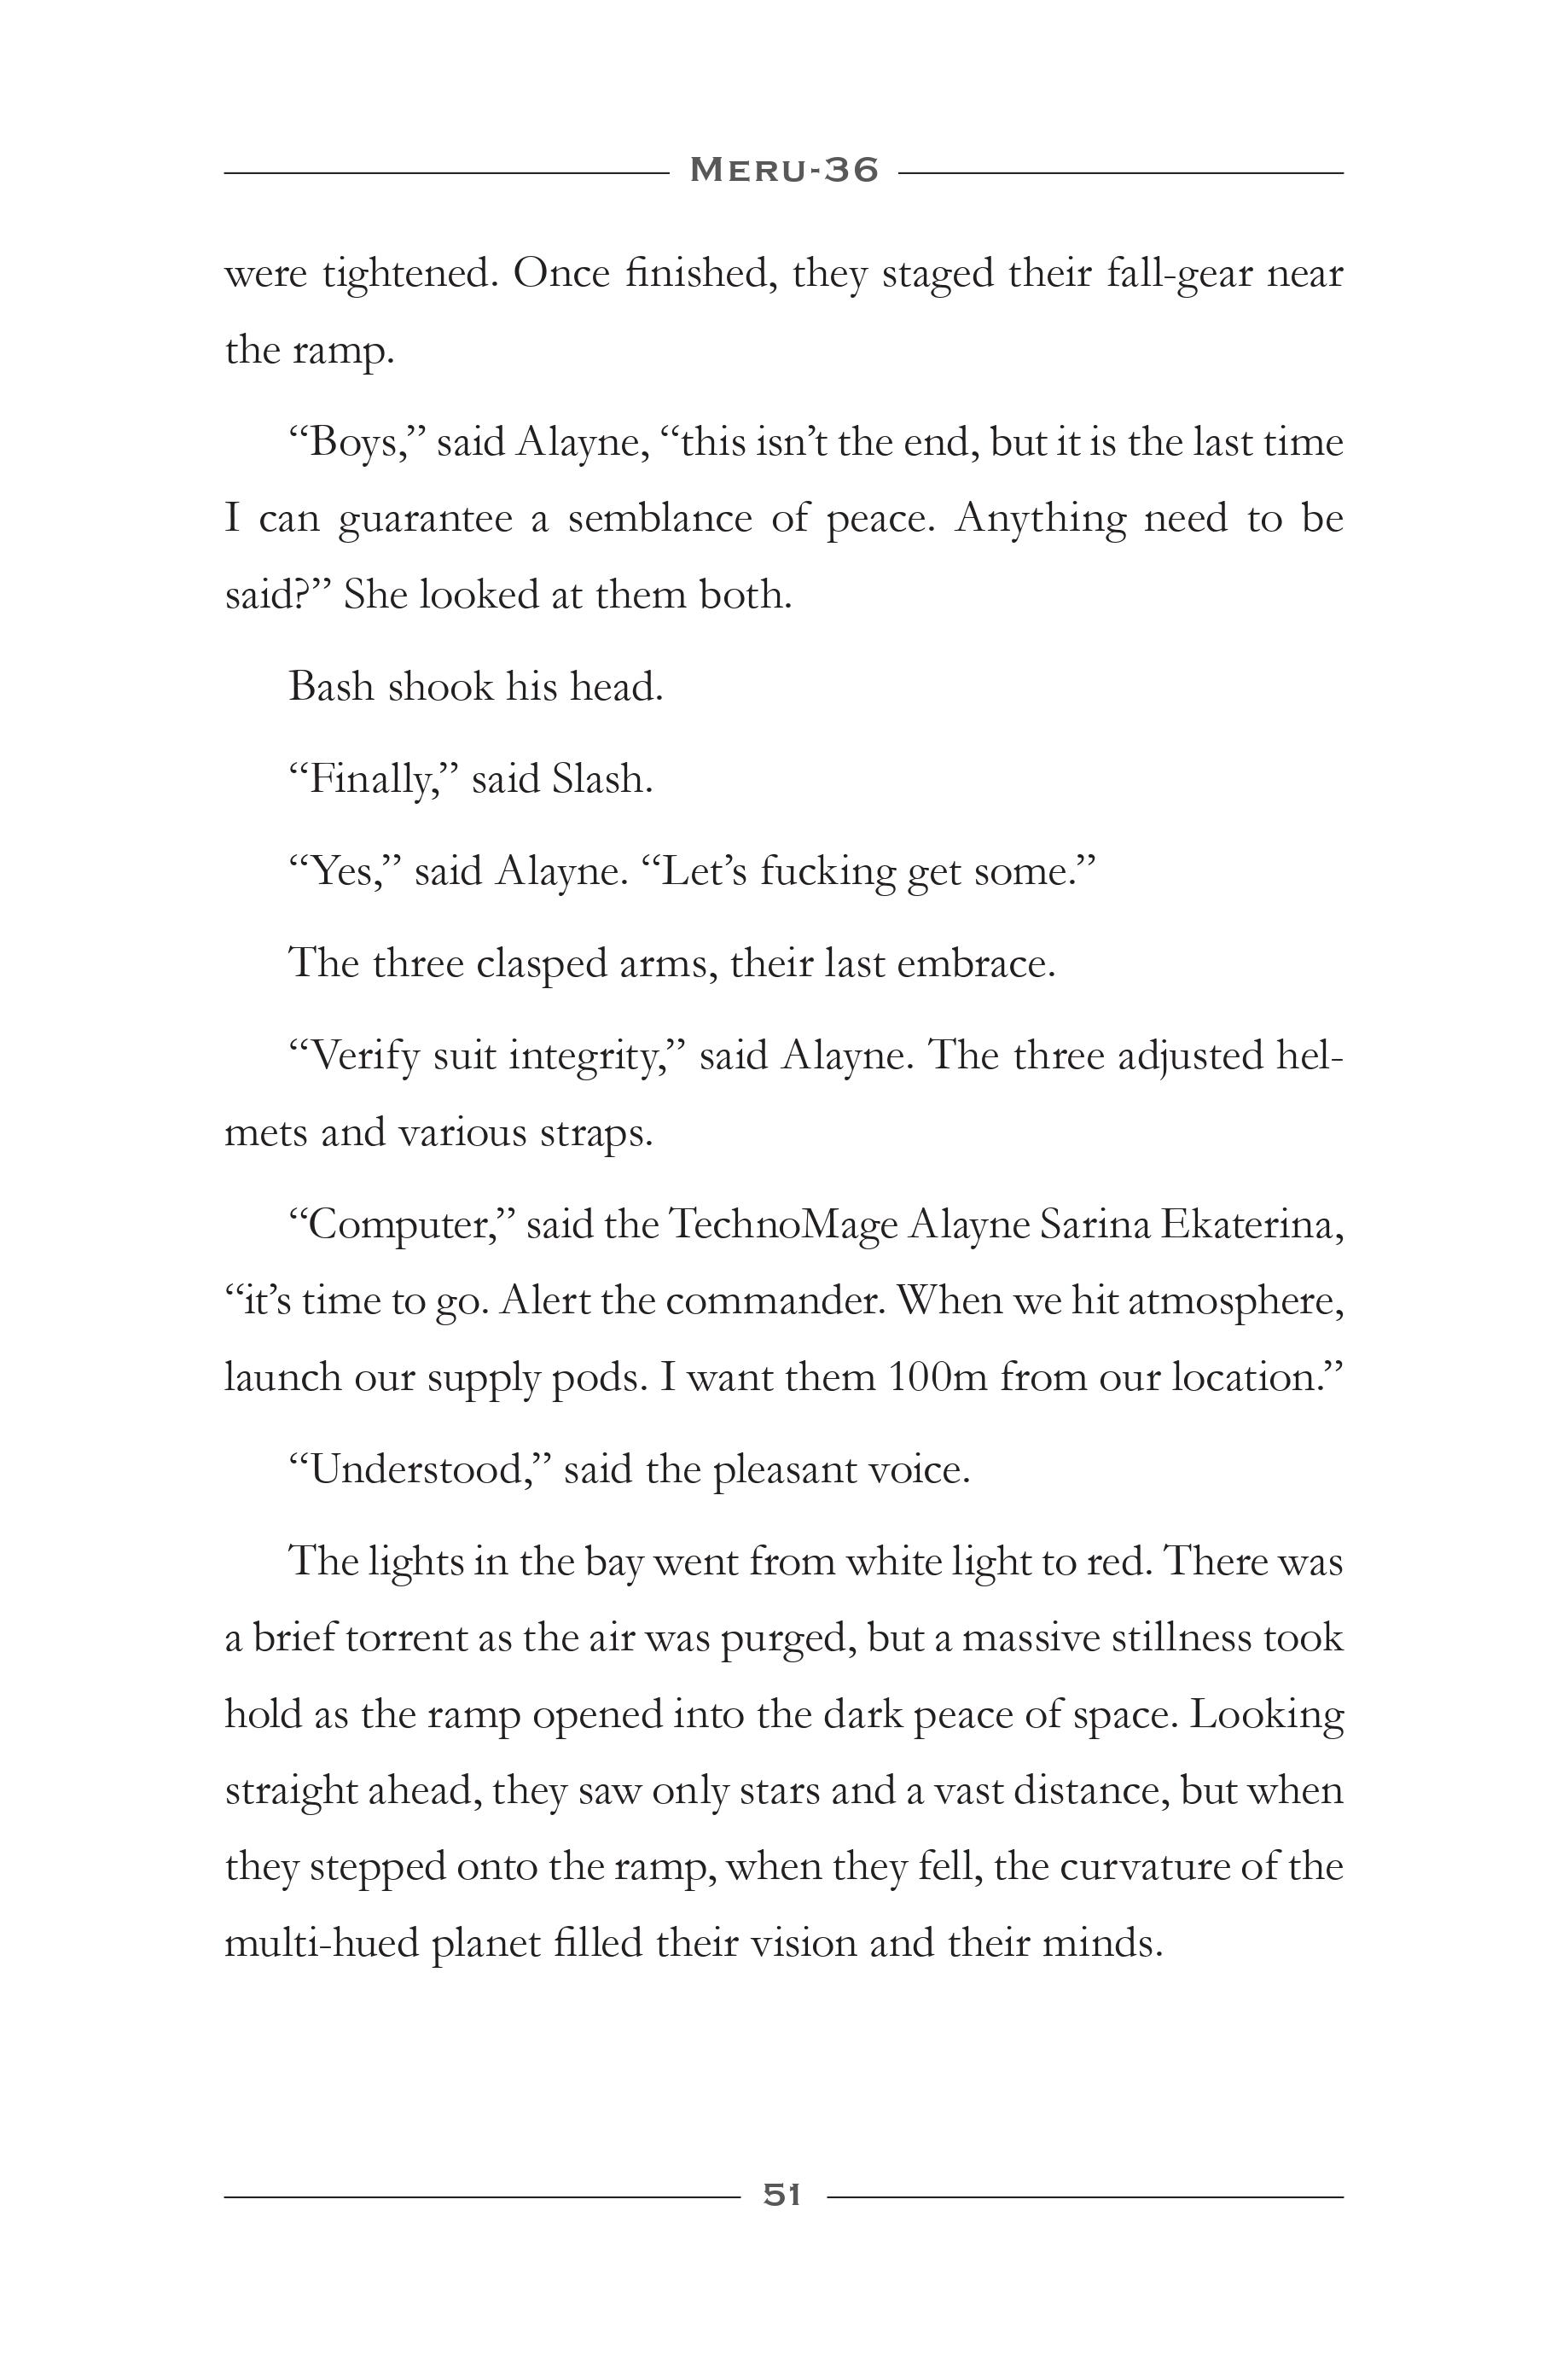 Meru-36
were tightened. Once finished, they staged their fall-gear near
the ramp.
“Boys,” said Alayne, “this isn’t the end, but it is the last time
I can guarantee a semblance of peace. Anything need to be
said?” She looked at them both.
Bash shook his head.
“Finally,” said Slash.
“Yes,” said Alayne. “Let’s fucking get some.”
The three clasped arms, their last embrace.
“Verify suit integrity,” said Alayne. The three adjusted hel-
mets and various straps.
“Computer,” said the TechnoMage Alayne Sarina Ekaterina,
“it’s time to go. Alert the commander. When we hit atmosphere,
launch our supply pods. I want them 100m from our location.”
“Understood,” said the pleasant voice.
The lights in the bay went from white light to red. There was
a brief torrent as the air was purged, but a massive stillness took
hold as the ramp opened into the dark peace of space. Looking
straight ahead, they saw only stars and a vast distance, but when
they stepped onto the ramp, when they fell, the curvature of the
multi-hued planet filled their vision and their minds.
51